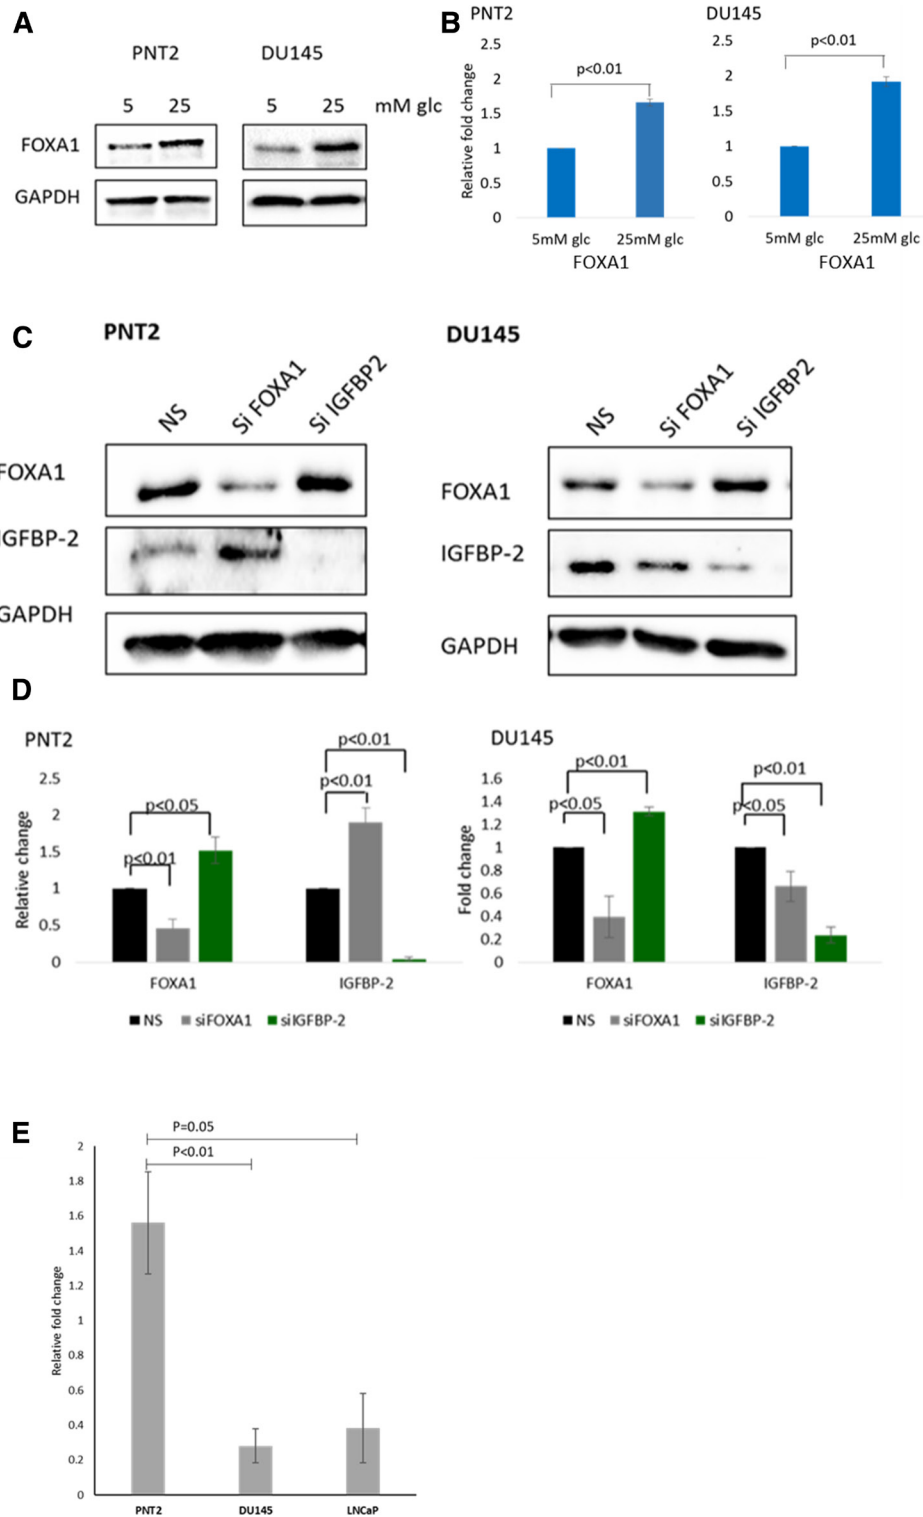 A
PNT2 DU145
5 25 5 25 mM glc
FOXA1
GAPDH
B
PNT2
2.5
2
1.5
1
0.5
0
Relative fold change
p<0.01
5mM glc 25mM glc
FOXA1
DU145
2.5
2
1.5
1
0.5
0
p<0.01
5mM glc 25mM glc
FOXA1
C
PNT2
NS Si FOXA1 Si IGFBP2
FOXA1
IGFBP-2
GAPDH
DU145
NS Si FOXA1 Si IGFBP2
FOXA1
IGFBP-2
GAPDH
D
PNT2
2.5
2
1.5
1
0.5
0
Relative change
p<0.05
p<0.01
p<0.01
p<0.01
FOXA1 IGFBP-2
NS siFOXA1 siIGFBP-2
DU145
1.6
1.4
1.2
1
0.8
0.6
0.4
0.2
0
Fold change
p<0.01
p<0.05
p<0.01
p<0.05
FOXA1 IGFBP-2
NS siFOXA1 siIGFBP-2
E
P=0.05
P<0.01
2
1.8
1.6
1.4
1.2
1
0.8
0.6
0.4
0.2
0
Relative fold change
PNT2 DU145 LNCaP